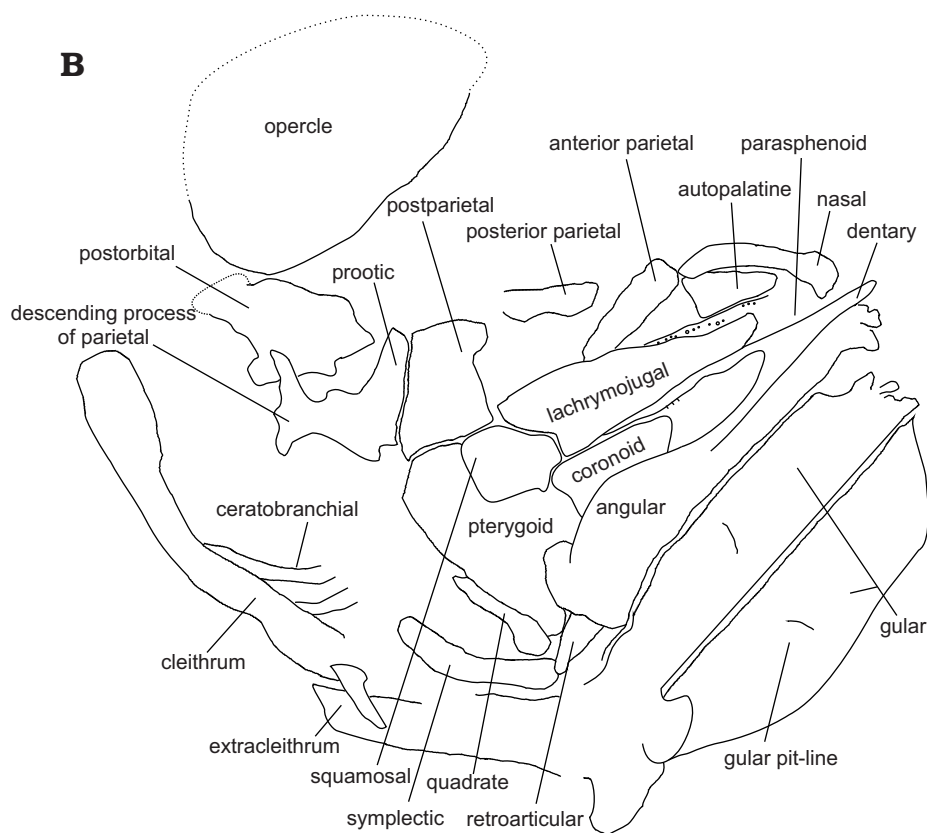 B
opercle
anterior parietal
parasphenoid
autopalatine
nasal
postparietal
posterior parietal
dentary
postorbital
prootic
descending process
of parietal
lachrymojugal
coronoid
angular
ceratobranchial
pterygoid
gular
cleithrum
extracleithrum
gular pit-line
squamosal
quadrate
symplectic
retroarticular